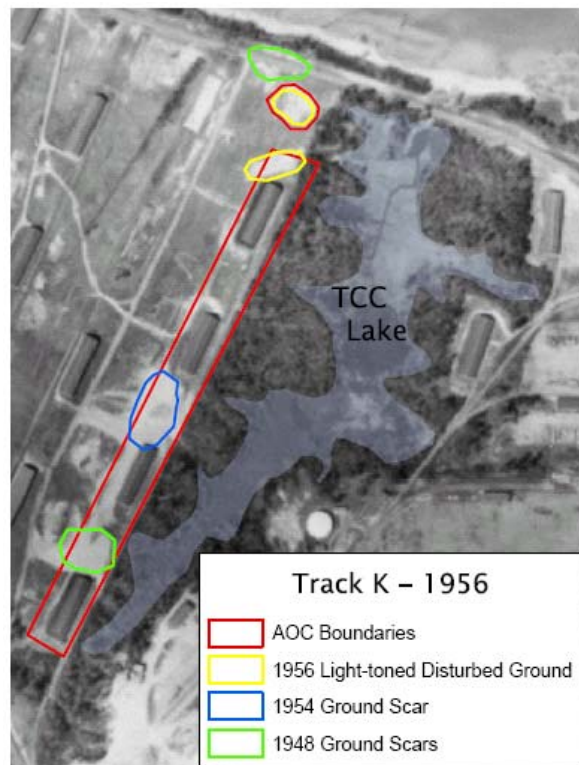 TCC
Lake
Track K – 1956
AOC Boundaries
1956 Light-toned Disturbed Ground
1954 Ground Scar
1948 Ground Scars